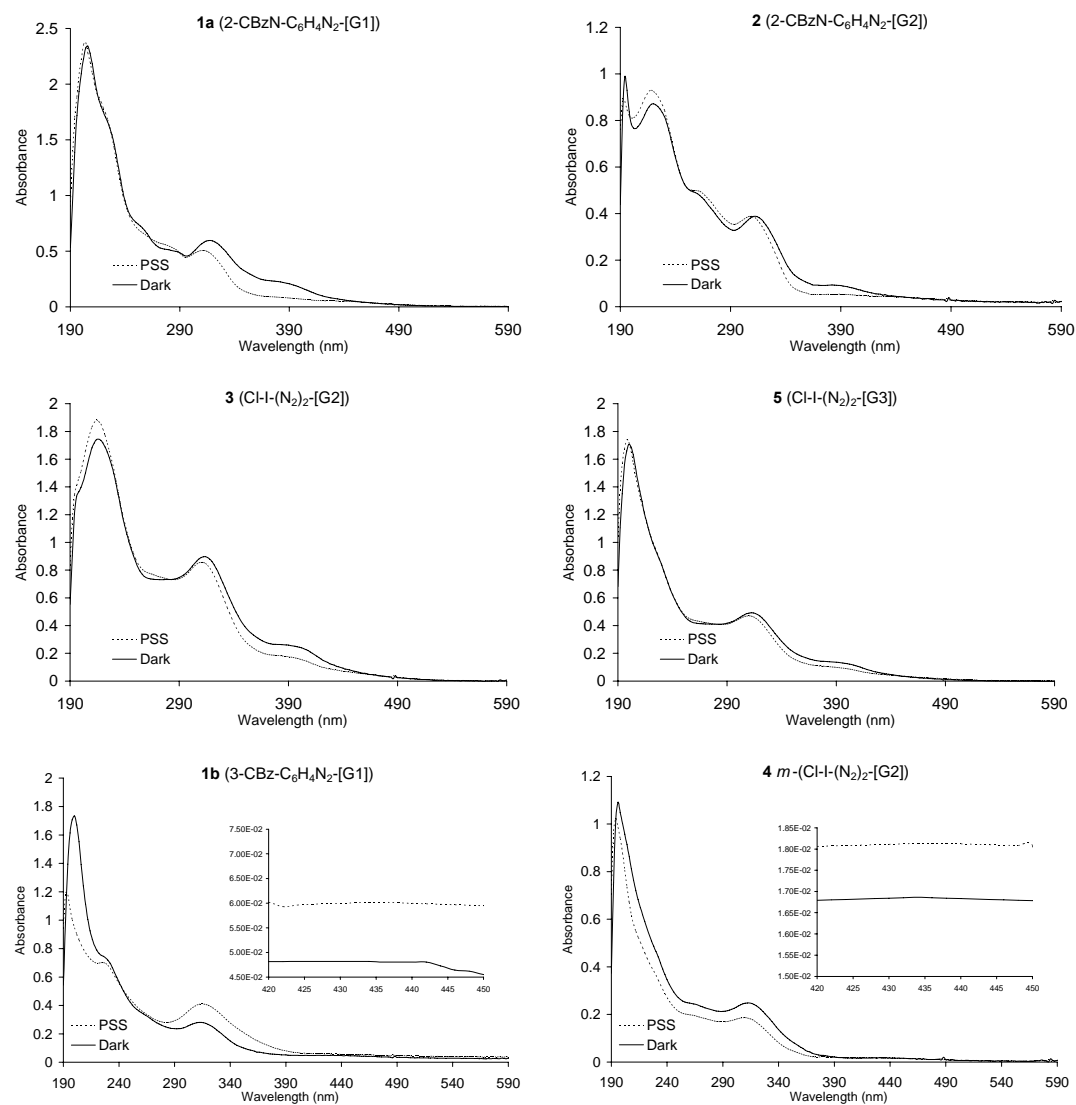 1a (2-CBzN-C₆H₄N₂-[G1])
2.5
2
1.5
1
0.5
0
Absorbance
PSS
Dark
190 290 390 490 590
Wavelength (nm)
2 (2-CBzN-C₆H₄N₂-[G2])
1.2
1
0.8
0.6
0.4
0.2
0
Absorbance
PSS
Dark
190 290 390 490 590
Wavelength (nm)
3 (Cl-I-(N₂)₂-[G2])
2
1.8
1.6
1.4
1.2
1
0.8
0.6
0.4
0.2
0
Absorbance
PSS
Dark
190 290 390 490 590
Wavelength (nm)
5 (Cl-I-(N₂)₂-[G3])
2
1.8
1.6
1.4
1.2
1
0.8
0.6
0.4
0.2
0
Absorbance
PSS
Dark
190 290 390 490 590
Wavelength (nm)
1b (3-CBz-C₆H₄N₂-[G1])
2
1.8
1.6
1.4
1.2
1
0.8
0.6
0.4
0.2
0
Absorbance
7.50E-02
7.00E-02
6.50E-02
6.00E-02
5.50E-02
5.00E-02
4.50E-02
420 425 430 435 440 445 450
PSS
Dark
190 240 290 340 390 440 490 540 590
Wavelength (nm)
4 m-(Cl-I-(N₂)₂-[G2])
1.2
1
0.8
0.6
0.4
0.2
0
Absorbance
1.85E-02
1.80E-02
1.75E-02
1.70E-02
1.65E-02
1.60E-02
1.55E-02
1.50E-02
420 425 430 435 440 445 450
PSS
Dark
190 240 290 340 390 440 490 540 590
Wavelength (nm)